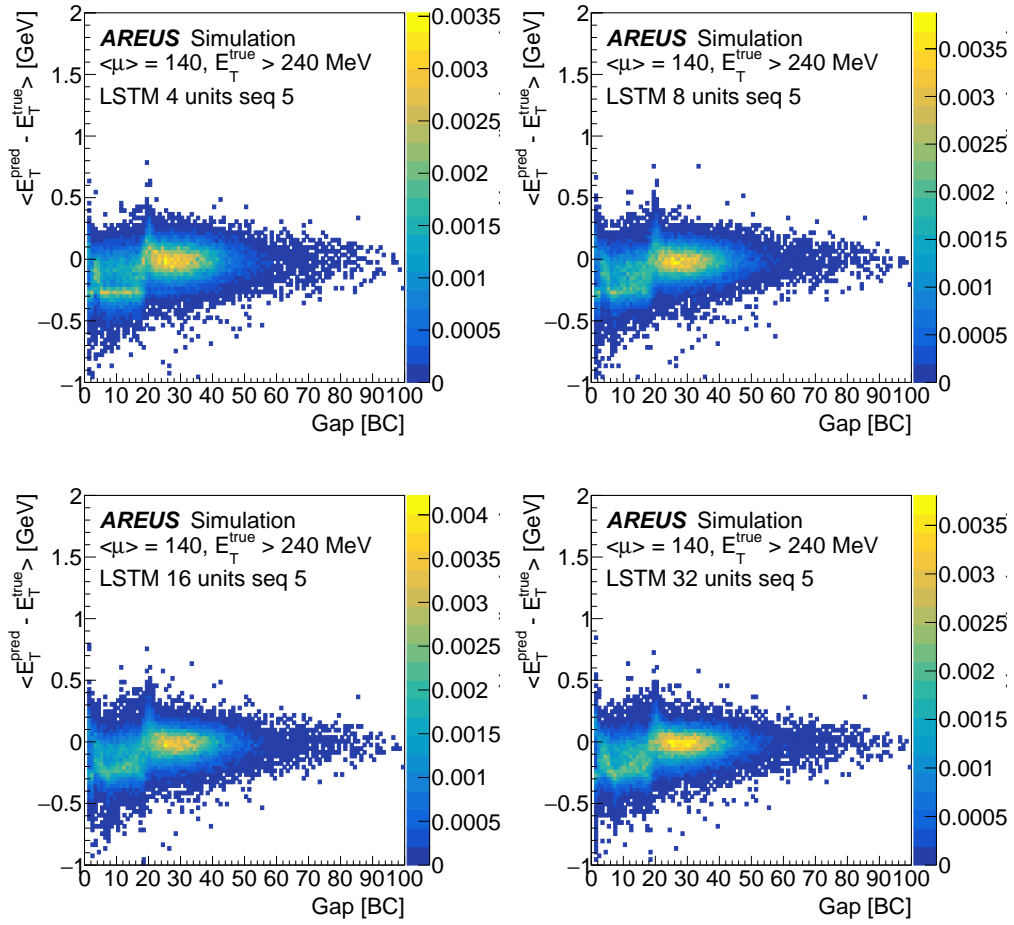 <E_T^pred - E_T^true> [GeV]
2
1.5
1
0.5
0
−0.5
−1
AREUS Simulation
<μ> = 140, E_T^true > 240 MeV
LSTM 4 units seq 5
0.0035
0.003
0.0025
0.002
0.0015
0.001
0.0005
0
0 10 20 30 40 50 60 70 80 90 100
Gap [BC]
<E_T^pred - E_T^true> [GeV]
2
1.5
1
0.5
0
−0.5
−1
AREUS Simulation
<μ> = 140, E_T^true > 240 MeV
LSTM 8 units seq 5
0.0035
0.003
0.0025
0.002
0.0015
0.001
0.0005
0
0 10 20 30 40 50 60 70 80 90 100
Gap [BC]
<E_T^pred - E_T^true> [GeV]
2
1.5
1
0.5
0
−0.5
−1
AREUS Simulation
<μ> = 140, E_T^true > 240 MeV
LSTM 16 units seq 5
0.004
0.0035
0.003
0.0025
0.002
0.0015
0.001
0.0005
0
0 10 20 30 40 50 60 70 80 90 100
Gap [BC]
<E_T^pred - E_T^true> [GeV]
2
1.5
1
0.5
0
−0.5
−1
AREUS Simulation
<μ> = 140, E_T^true > 240 MeV
LSTM 32 units seq 5
0.0035
0.003
0.0025
0.002
0.0015
0.001
0.0005
0
0 10 20 30 40 50 60 70 80 90 100
Gap [BC]